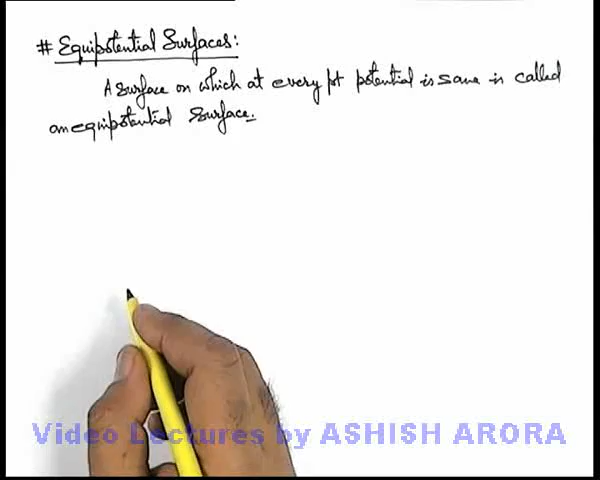 # Equipotential Surfaces:
A surface on which at every pt potential is same is called
an equipotential surface.
Video Lectures by ASHISH ARORA